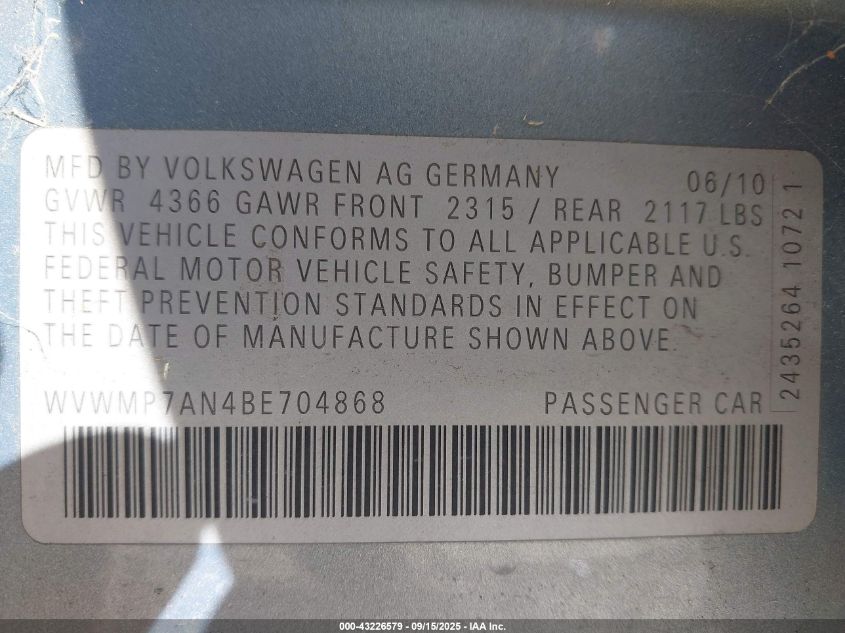 MFD BY VOLKSWAGEN AG GERMANY 06/10
GVWR 4366 GAWR FRONT 2315 / REAR 2117 LBS
THIS VEHICLE CONFORMS TO ALL APPLICABLE U.S.
FEDERAL MOTOR VEHICLE SAFETY, BUMPER AND
THEFT PREVENTION STANDARDS IN EFFECT ON
THE DATE OF MANUFACTURE SHOWN ABOVE.
WVWMP7AN4BE704868 PASSENGER CAR
2435264 1072 1
000-43226579 - 09/15/2025 - IAA Inc.